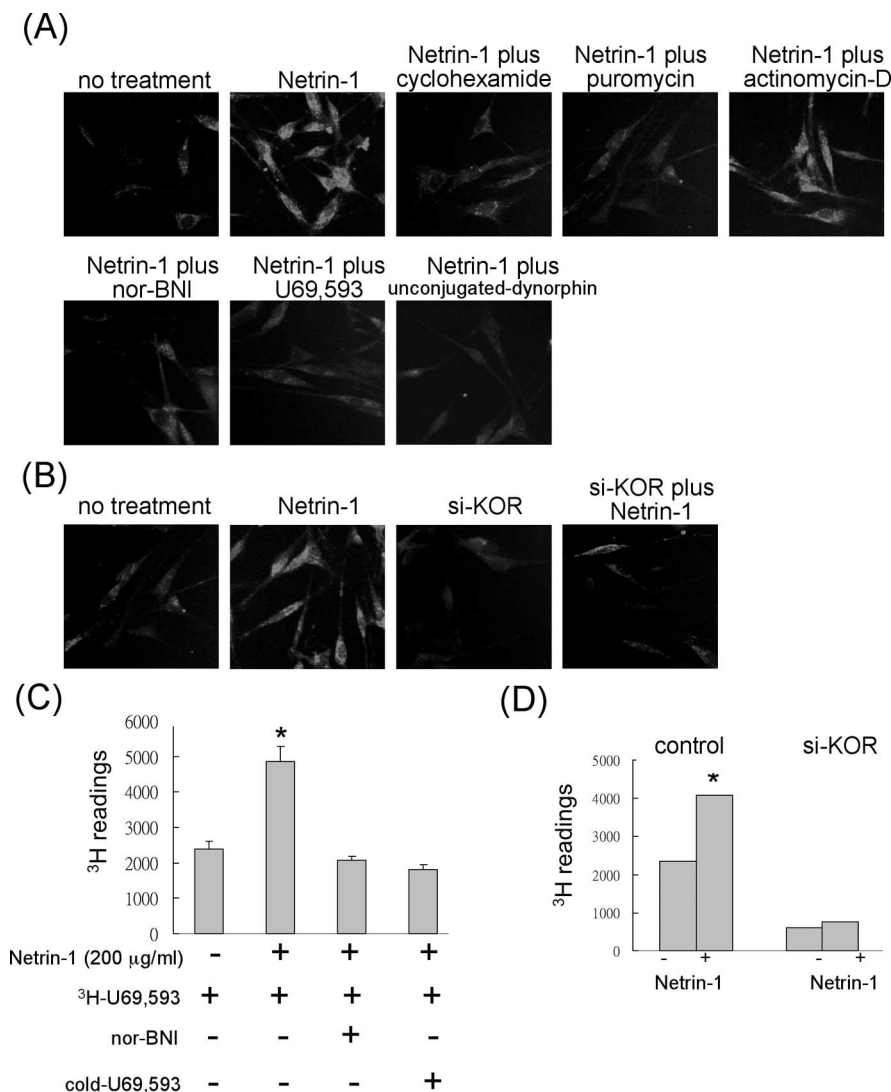 (A)
no treatment
Netrin-1
Netrin-1 plus
cyclohexamide
Netrin-1 plus
puromycin
Netrin-1 plus
actinomycin-D
Netrin-1 plus
nor-BNI
Netrin-1 plus
U69,593
Netrin-1 plus
unconjugated-dynorphin
(B)
no treatment
Netrin-1
si-KOR
si-KOR plus
Netrin-1
(C)
³H readings
6000
5000
4000
3000
2000
1000
0
*
Netrin-1 (200 µg/ml) - + + +
³H-U69,593 + + + +
nor-BNI - - + -
cold-U69,593 - - - +
(D)
control
si-KOR
³H readings
5000
4000
3000
2000
1000
0
*
- + - +
Netrin-1 Netrin-1